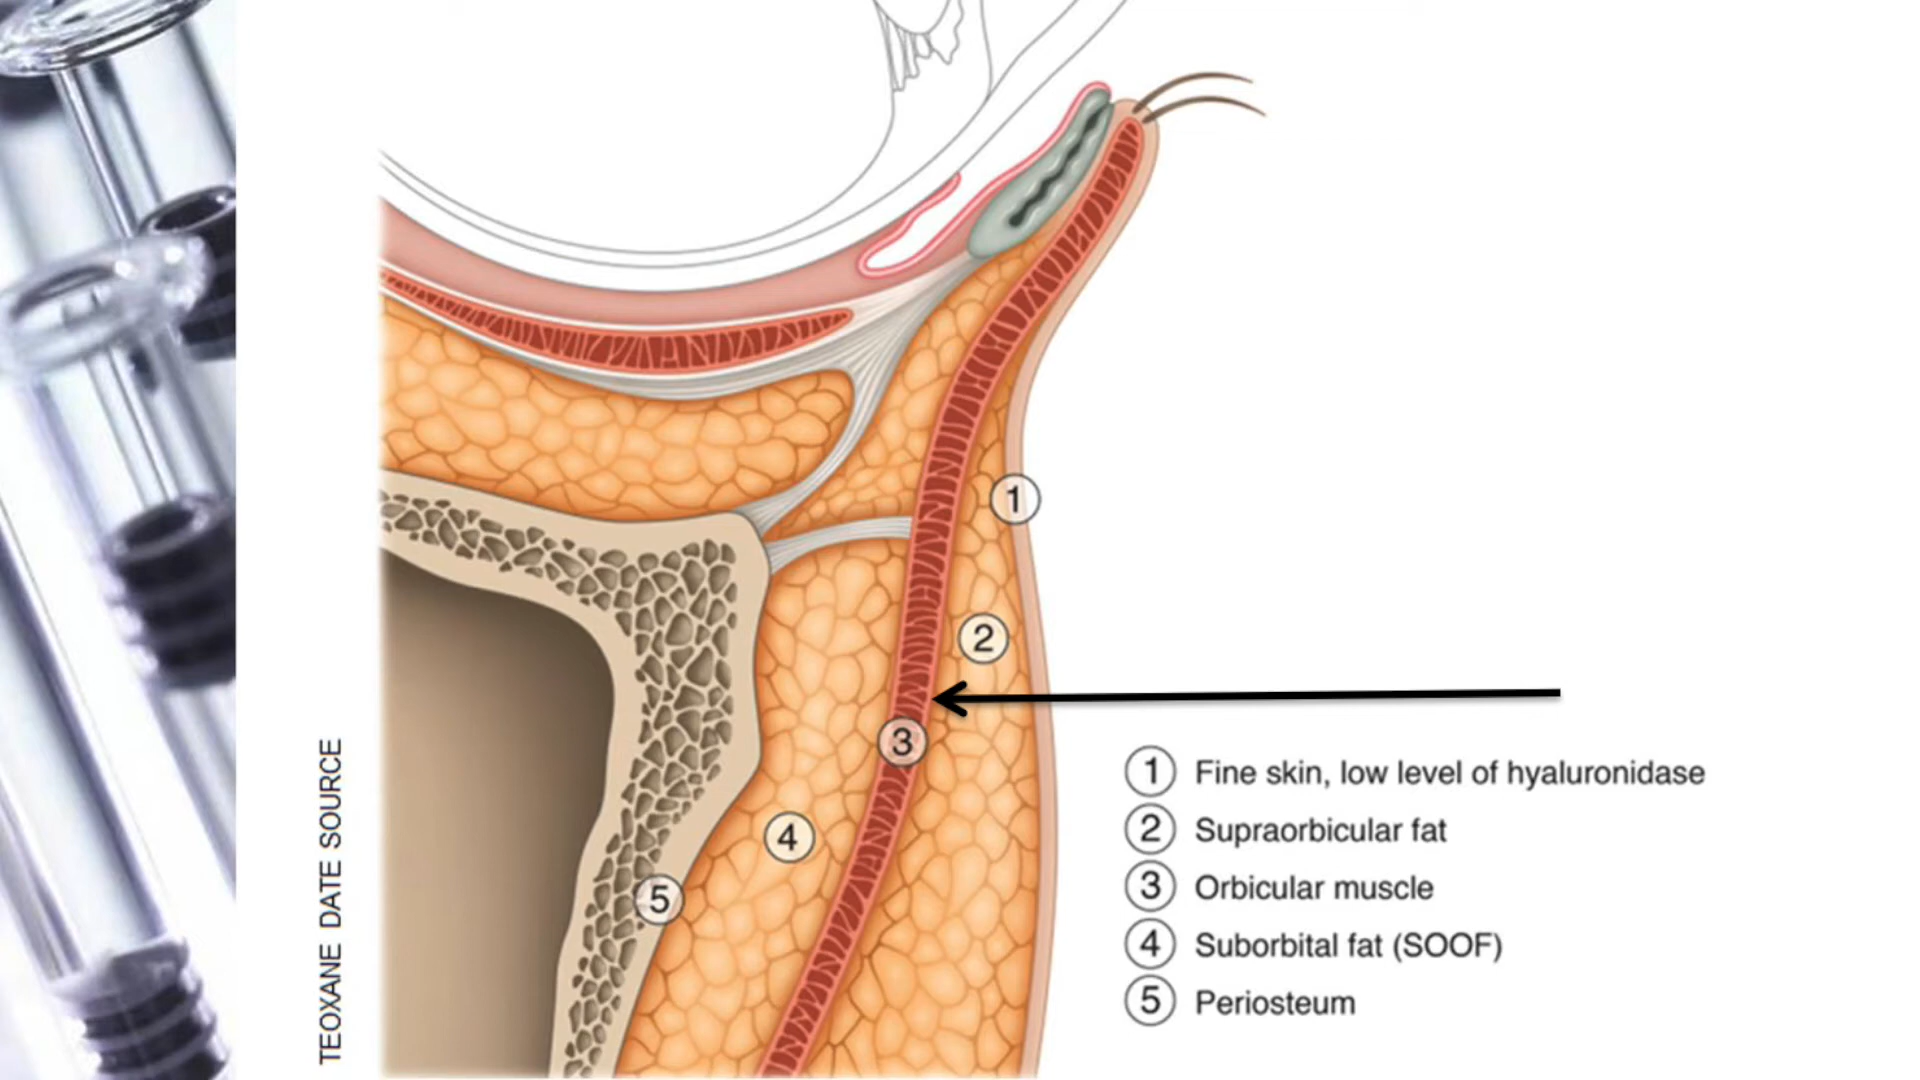 1
2
3
4
5
1 Fine skin, low level of hyaluronidase
2 Supraorbicular fat
3 Orbicular muscle
4 Suborbital fat (SOOF)
5 Periosteum
TEOXANE DATE SOURCE